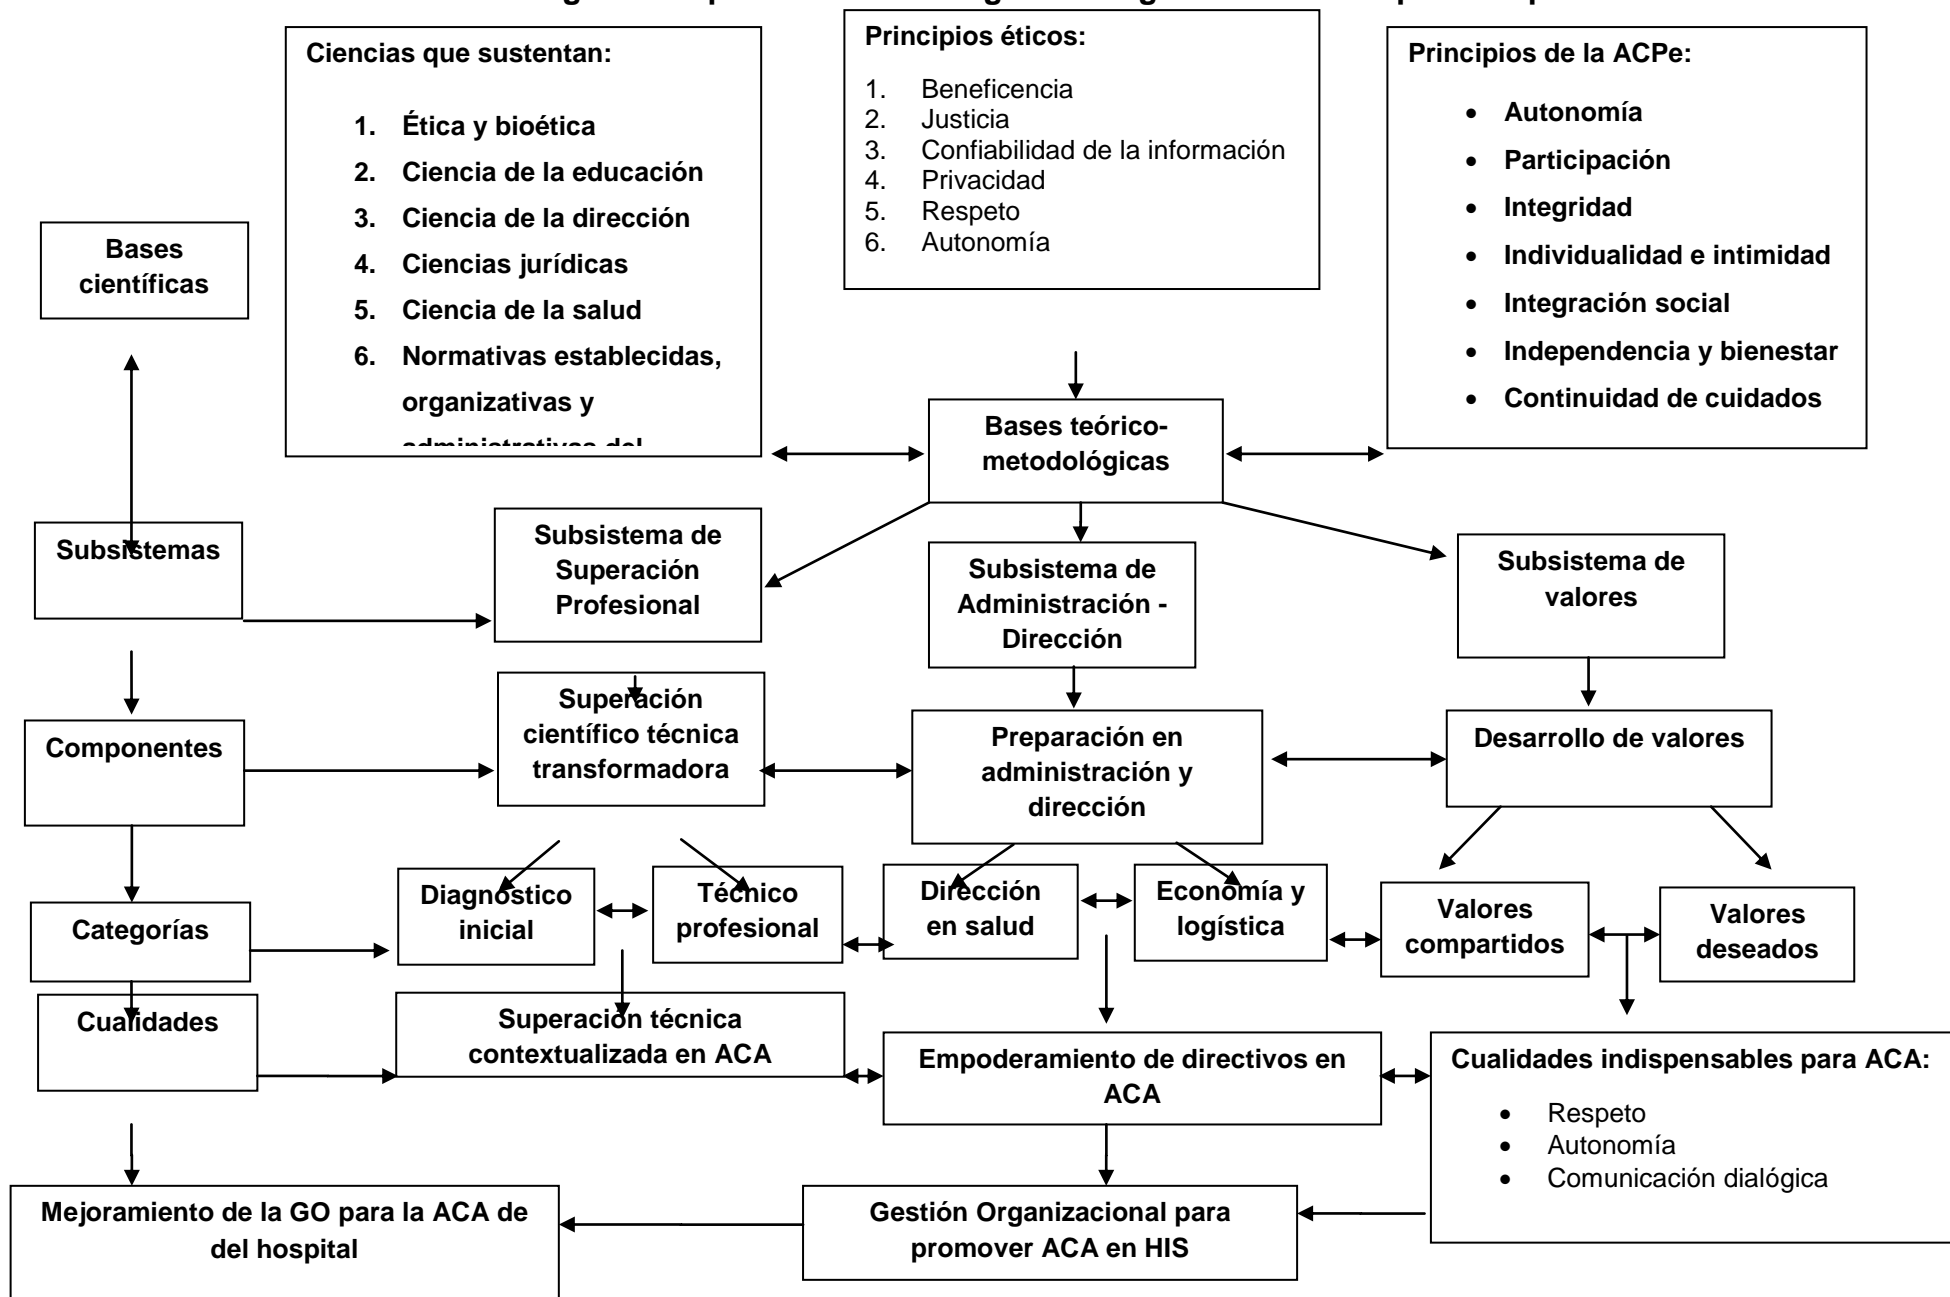 Ciencias que sustentan:
1. Ética y bioética
2. Ciencia de la educación
3. Ciencia de la dirección
4. Ciencias jurídicas
5. Ciencia de la salud
6. Normativas establecidas,
organizativas y
administrativas del
Principios éticos:
1. Beneficencia
2. Justicia
3. Confiabilidad de la información
4. Privacidad
5. Respeto
6. Autonomía
Principios de la ACPe:
• Autonomía
• Participación
• Integridad
• Individualidad e intimidad
• Integración social
• Independencia y bienestar
• Continuidad de cuidados
Bases
científicas
Bases teórico-
metodológicas
Subsistemas
Subsistema de
Superación
Profesional
Subsistema de
Administración -
Dirección
Subsistema de
valores
Componentes
Superación
científico técnica
transformadora
Preparación en
administración y
dirección
Desarrollo de valores
Categorías
Diagnóstico
inicial
Técnico
profesional
Dirección
en salud
Economía y
logística
Valores
compartidos
Valores
deseados
Cualidades
Superación técnica
contextualizada en ACA
Empoderamiento de directivos en
ACA
Cualidades indispensables para ACA:
• Respeto
• Autonomía
• Comunicación dialógica
Mejoramiento de la GO para la ACA de
del hospital
Gestión Organizacional para
promover ACA en HIS